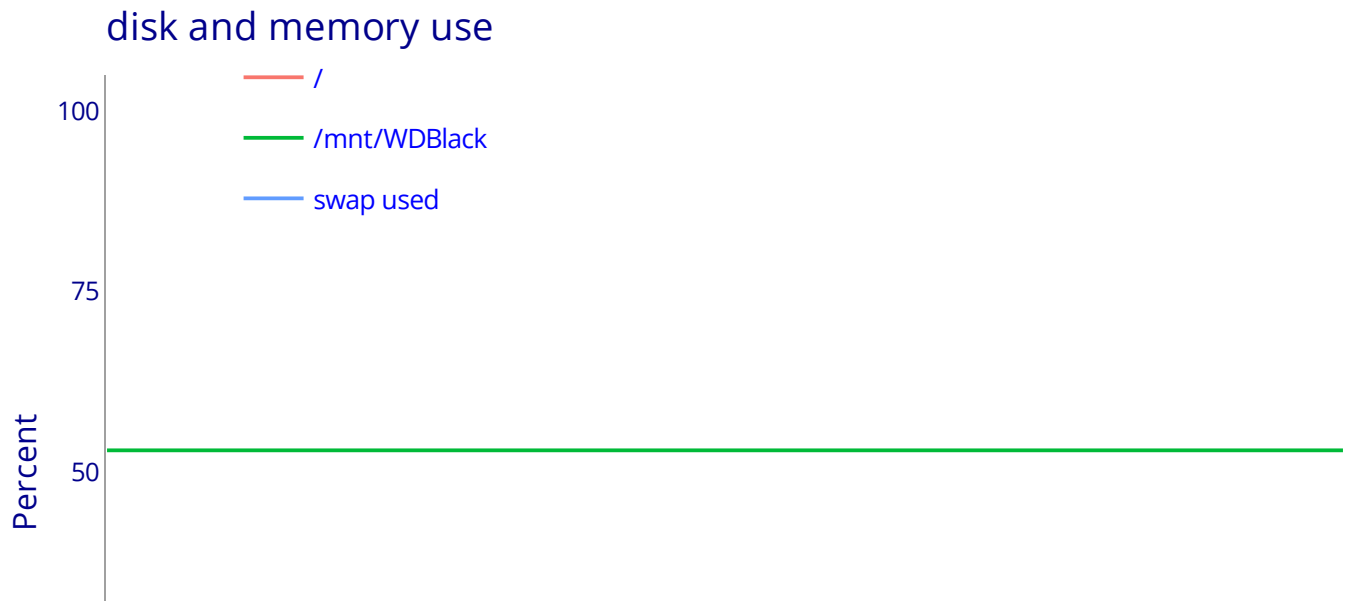 disk and memory use
/
100
/mnt/WDBlack
swap used
75
Percent
50